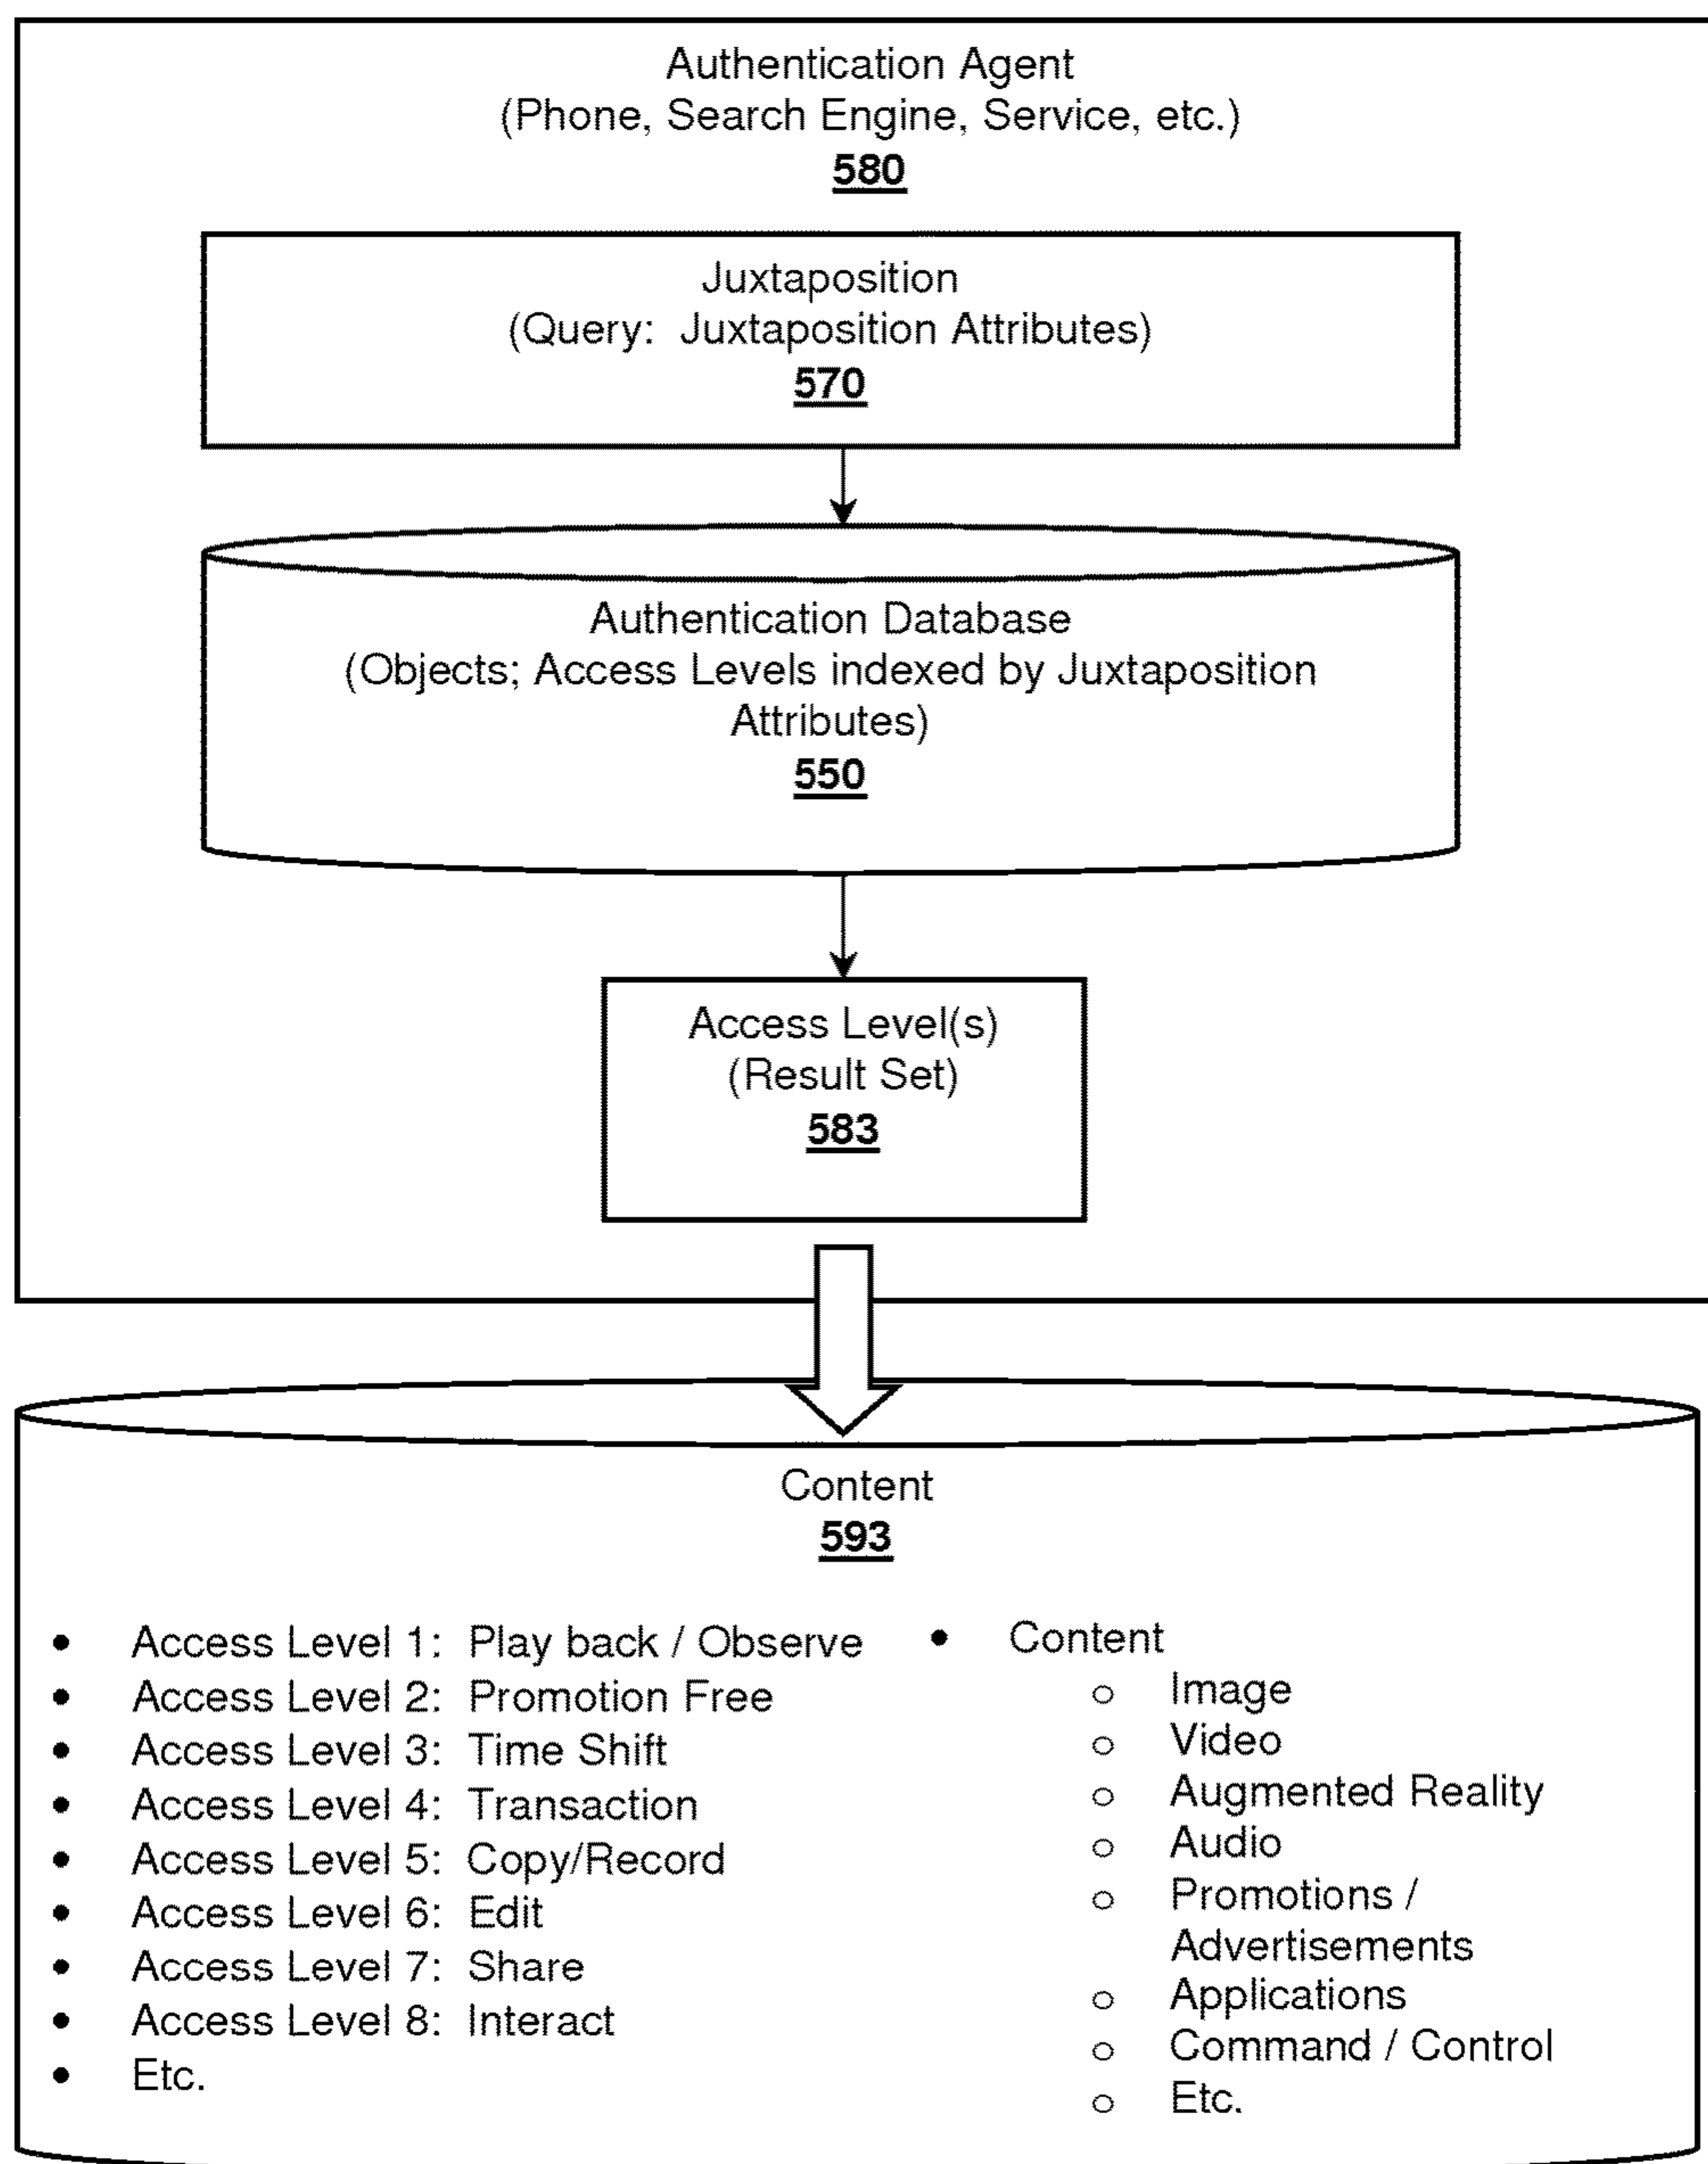 Authentication Agent
(Phone, Search Engine, Service, etc.)
580
Juxtaposition
(Query:  Juxtaposition Attributes)
570
Authentication Database
(Objects; Access Levels indexed by Juxtaposition
Attributes)
550
Access Level(s)
(Result Set)
583
Content
593
• Access Level 1:  Play back / Observe
• Access Level 2:  Promotion Free
• Access Level 3:  Time Shift
• Access Level 4:  Transaction
• Access Level 5:  Copy/Record
• Access Level 6:  Edit
• Access Level 7:  Share
• Access Level 8:  Interact
• Etc.
• Content
o Image
o Video
o Augmented Reality
o Audio
o Promotions /
Advertisements
o Applications
o Command / Control
o Etc.